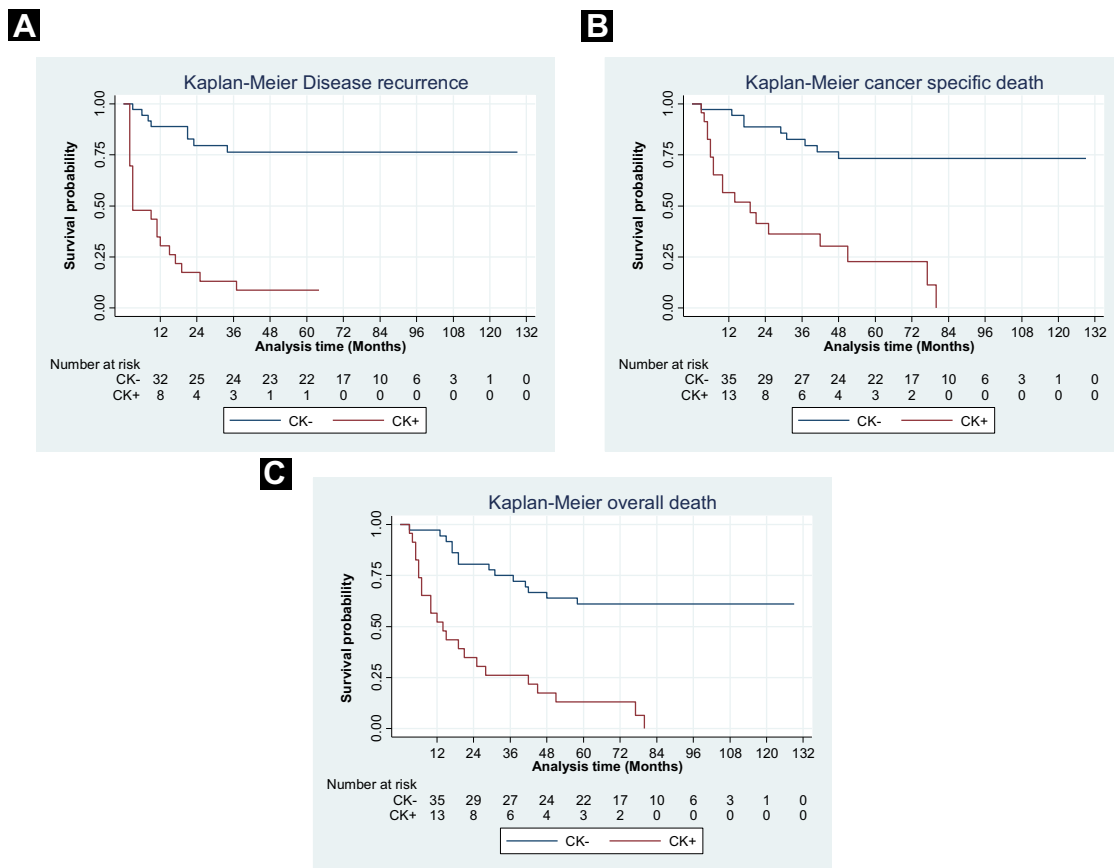 A
Kaplan-Meier Disease recurrence
Survival probability
1.00
0.75
0.50
0.25
0.00
12 24 36 48 60 72 84 96 108 120 132
Analysis time (Months)
Number at risk
CK- 32 25 24 23 22 17 10 6 3 1 0
CK+ 8 4 3 1 1 0 0 0 0 0 0
CK- CK+
B
Kaplan-Meier cancer specific death
Survival probability
1.00
0.75
0.50
0.25
0.00
12 24 36 48 60 72 84 96 108 120 132
Analysis time (Months)
Number at risk
CK- 35 29 27 24 22 17 10 6 3 1 0
CK+ 13 8 6 4 3 2 0 0 0 0 0
CK- CK+
C
Kaplan-Meier overall death
Survival probability
1.00
0.75
0.50
0.25
0.00
12 24 36 48 60 72 84 96 108 120 132
Analysis time (Months)
Number at risk
CK- 35 29 27 24 22 17 10 6 3 1 0
CK+ 13 8 6 4 3 2 0 0 0 0 0
CK- CK+